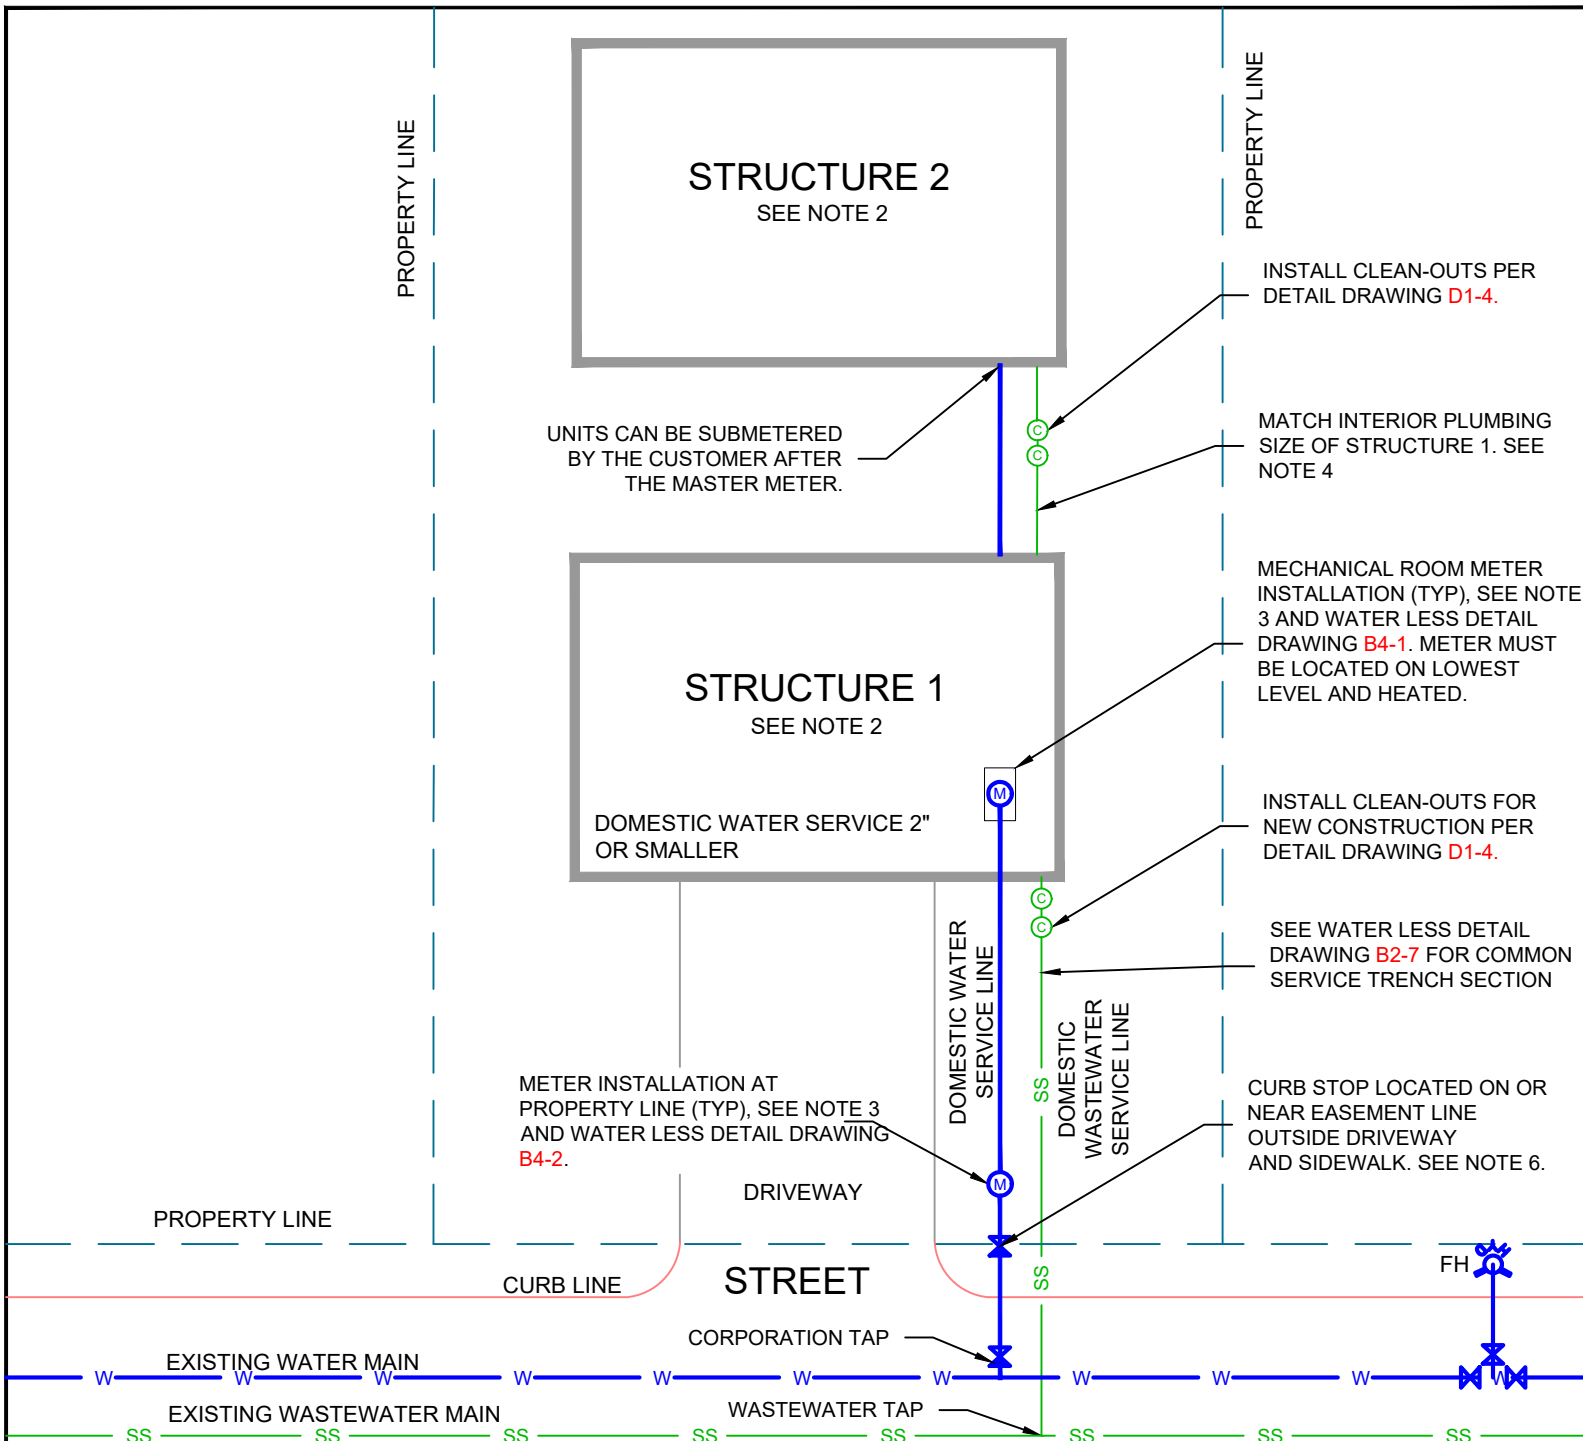 PROPERTY LINE
PROPERTY LINE
STRUCTURE 2
SEE NOTE 2
INSTALL CLEAN-OUTS PER
DETAIL DRAWING D1-4.
UNITS CAN BE SUBMETERED
BY THE CUSTOMER AFTER
THE MASTER METER.
C
C
MATCH INTERIOR PLUMBING
SIZE OF STRUCTURE 1. SEE
NOTE 4
MECHANICAL ROOM METER
INSTALLATION (TYP), SEE NOTE
3 AND WATER LESS DETAIL
DRAWING B4-1. METER MUST
BE LOCATED ON LOWEST
LEVEL AND HEATED.
STRUCTURE 1
SEE NOTE 2
M
DOMESTIC WATER SERVICE 2"
OR SMALLER
INSTALL CLEAN-OUTS FOR
NEW CONSTRUCTION PER
DETAIL DRAWING D1-4.
C
C
SEE WATER LESS DETAIL
DRAWING B2-7 FOR COMMON
SERVICE TRENCH SECTION
DOMESTIC WATER
SERVICE LINE
SS
DOMESTIC
WASTEWATER
SERVICE LINE
METER INSTALLATION AT
PROPERTY LINE (TYP), SEE NOTE 3
AND WATER LESS DETAIL DRAWING
B4-2.
CURB STOP LOCATED ON OR
NEAR EASEMENT LINE
OUTSIDE DRIVEWAY
AND SIDEWALK. SEE NOTE 6.
M
DRIVEWAY
PROPERTY LINE
SS
FH
CURB LINE
STREET
CORPORATION TAP
EXISTING WATER MAIN
W W W W W W W W W W W
EXISTING WASTEWATER MAIN
WASTEWATER TAP
SS SS SS SS SS SS SS SS